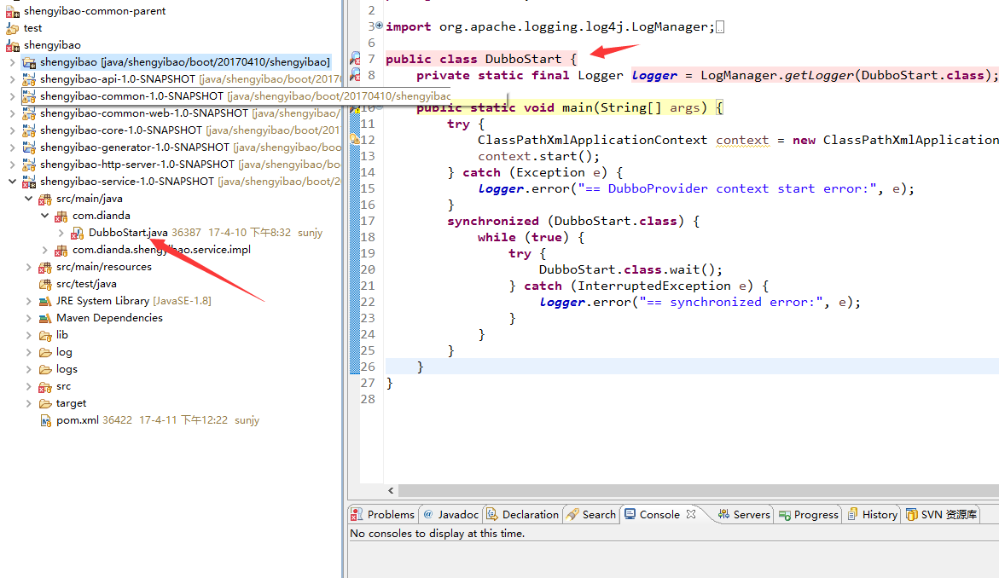 shengyibao-common-parent
test
shengyibao
shengyibao [java/shengyibao/boot/20170410/shengyibao]
shengyibao-api-1.0-SNAPSHOT [java/shengyibao/boot/2017
shengyibao-common-1.0-SNAPSHOT [java/shengyibao/boot/20170410/shengyibao
shengyibao-common-web-1.0-SNAPSHOT [java/shengyibao/
shengyibao-core-1.0-SNAPSHOT [java/shengyibao/boot/201
shengyibao-generator-1.0-SNAPSHOT [java/shengyibao/boo
shengyibao-http-server-1.0-SNAPSHOT [java/shengyibao/bo
shengyibao-service-1.0-SNAPSHOT [java/shengyibao/boot/2
src/main/java
com.dianda
DubboStart.java 36387 17-4-10 下午8:32 sunjy
com.dianda.shengyibao.service.impl
src/main/resources
src/test/java
JRE System Library [JavaSE-1.8]
Maven Dependencies
lib
log
logs
src
target
pom.xml 36422 17-4-11 下午12:22 sunjy
2
3 import org.apache.logging.log4j.LogManager;
6
7 public class DubboStart {
8 private static final Logger logger = LogManager.getLogger(DubboStart.class);
10 public static void main(String[] args) {
11 try {
12 ClassPathXmlApplicationContext context = new ClassPathXmlApplication
13 context.start();
14 } catch (Exception e) {
15 logger.error("== DubboProvider context start error:", e);
16 }
17 synchronized (DubboStart.class) {
18 while (true) {
19 try {
20 DubboStart.class.wait();
21 } catch (InterruptedException e) {
22 logger.error("== synchronized error:", e);
23 }
24 }
25 }
26 }
27 }
28
Problems @ Javadoc Declaration Search Console Servers Progress History SVN 资源库
No consoles to display at this time.